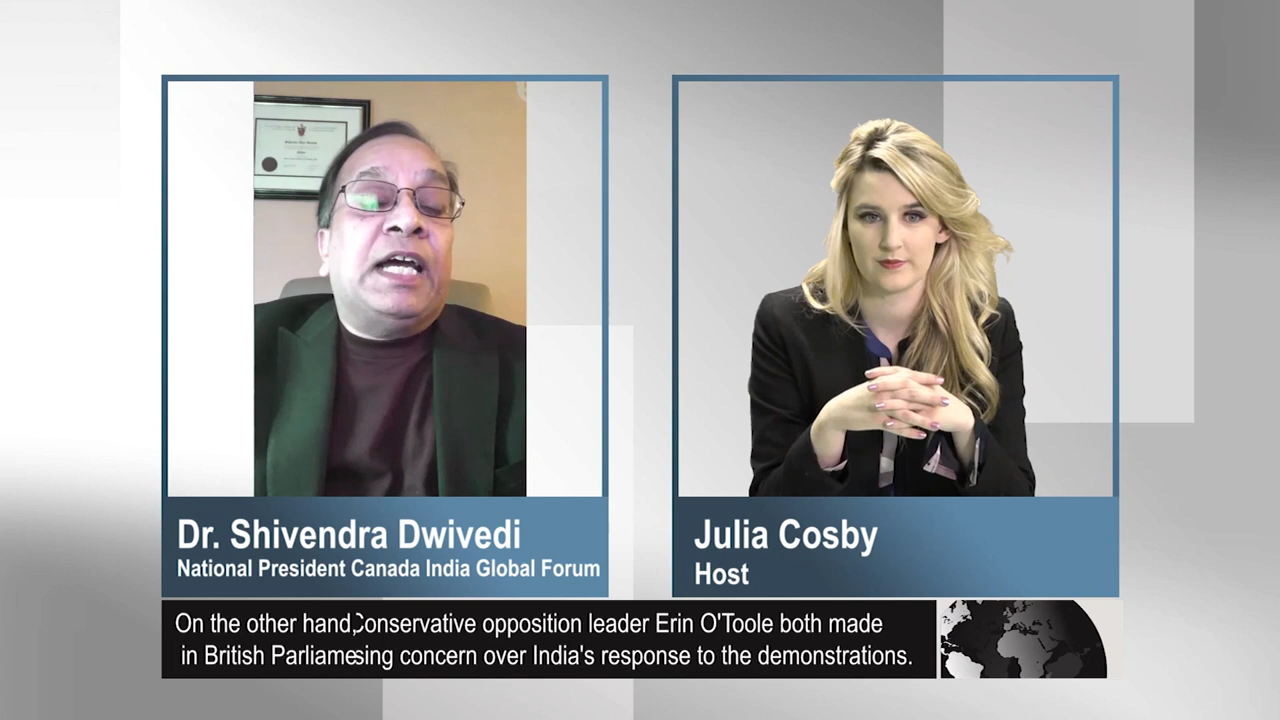 Dr. Shivendra Dwivedi
National President Canada India Global Forum
Julia Cosby
Host
On the other hand, Conservative opposition leader Erin O'Toole both made
in British Parliamesing concern over India's response to the demonstrations.